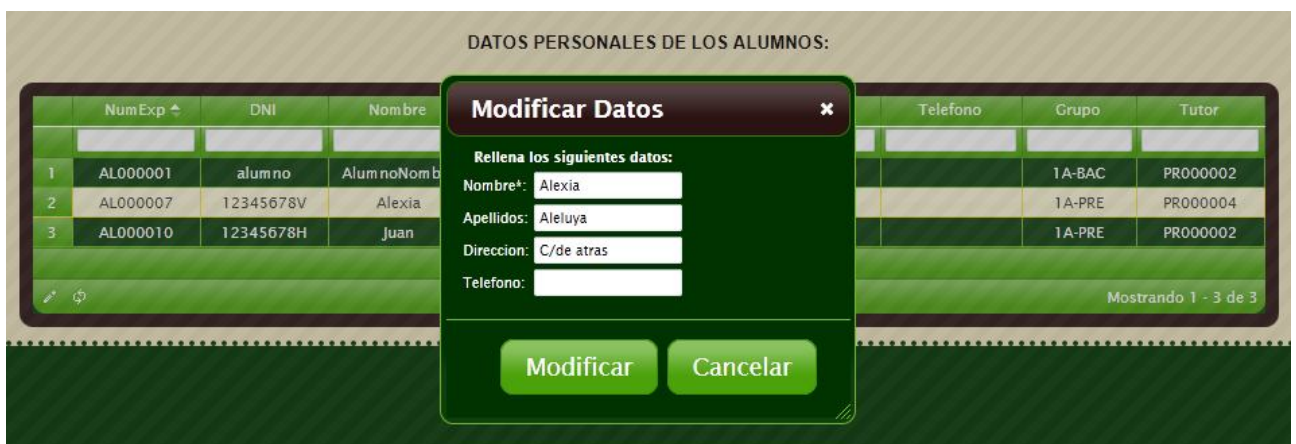 DATOS PERSONALES DE LOS ALUMNOS:
NumExp DNI Nombre Telefono Grupo Tutor
1 AL000001 alumno AlumnoNomb 1A-BAC PR000002
2 AL000007 12345678V Alexia 1A-PRE PR000004
3 AL000010 12345678H Juan 1A-PRE PR000002
Mostrando 1 - 3 de 3
Modificar Datos
Rellena los siguientes datos:
Nombre*: Alexia
Apellidos: Aleluya
Direccion: C/de atras
Telefono:
Modificar Cancelar